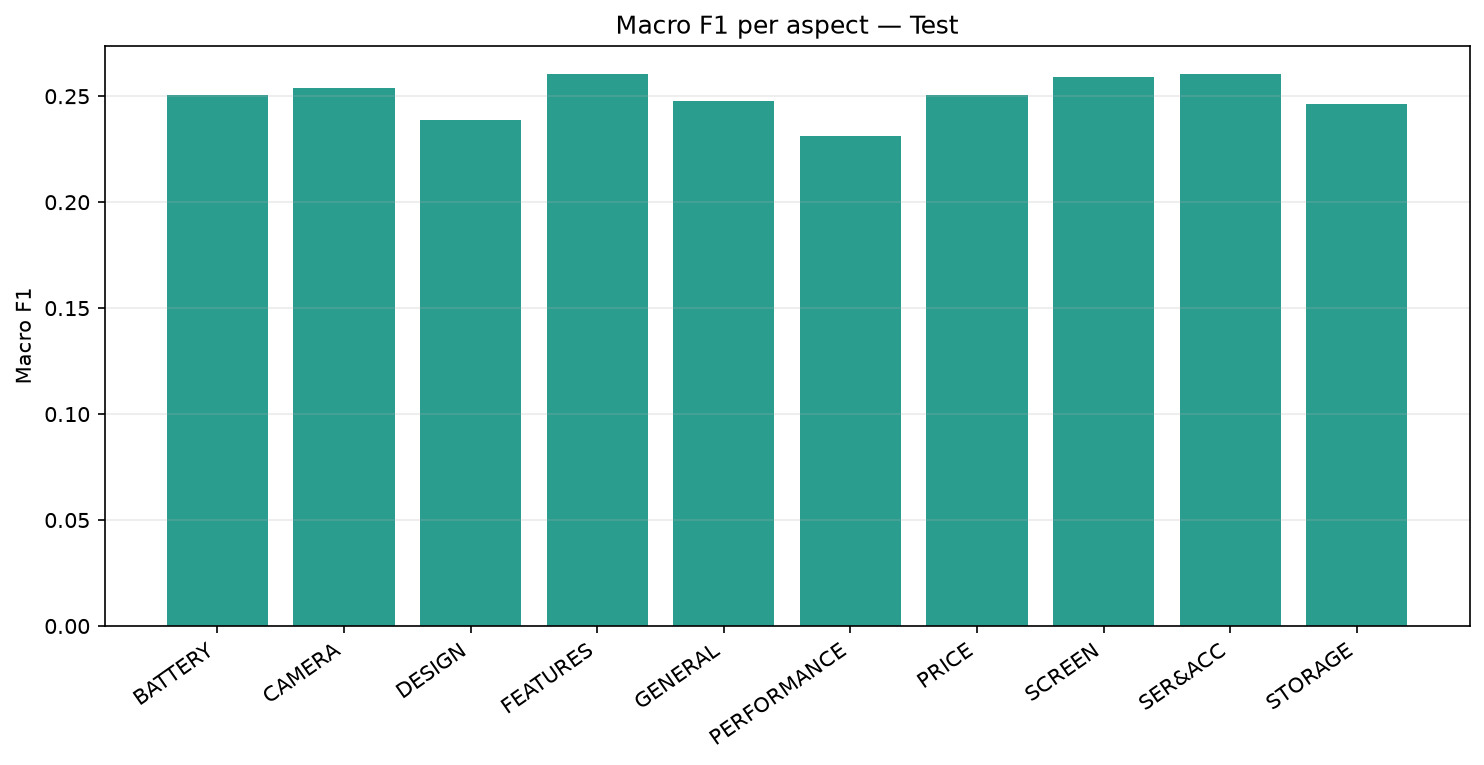 Macro F1 per aspect — Test
Macro F1
0.25
0.20
0.15
0.10
0.05
0.00
BATTERY
CAMERA
DESIGN
FEATURES
GENERAL
PERFORMANCE
PRICE
SCREEN
SER&ACC
STORAGE